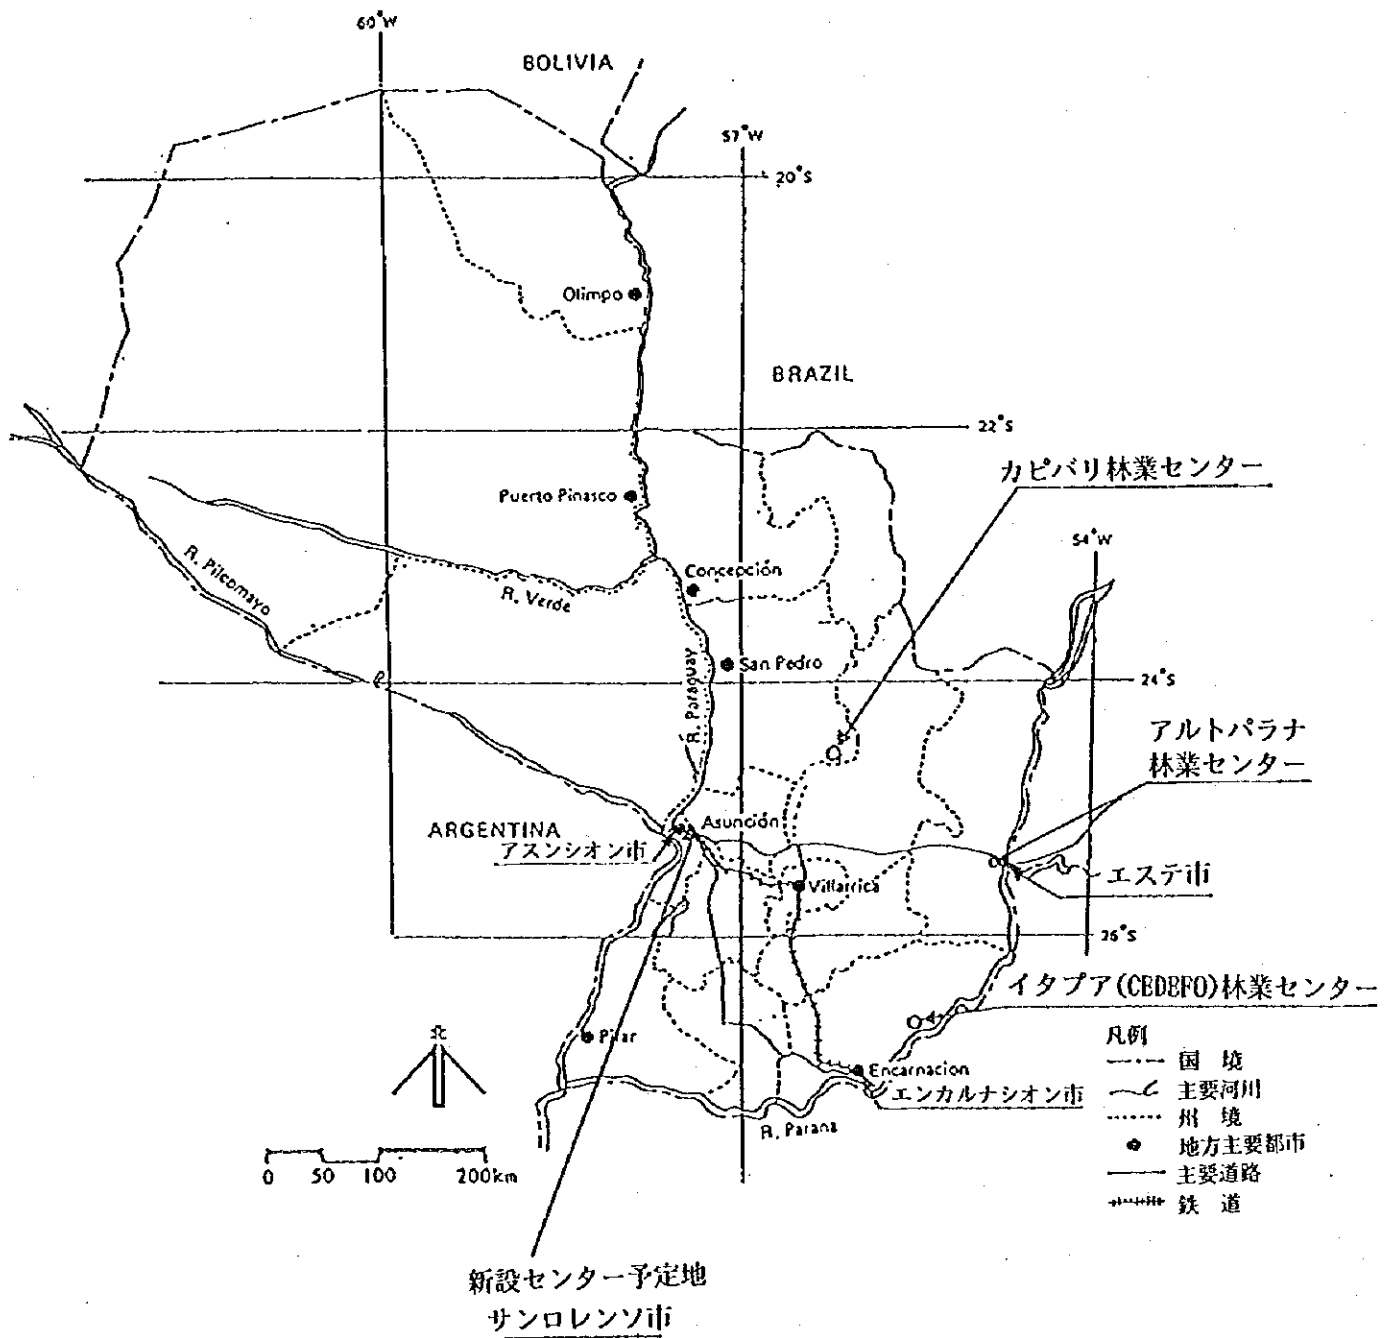 60°W
BOLIVIA
57°W
20°S
Olimpo
BRAZIL
22°S
カピバリ林業センター
Puerto Pinasco
54°W
R. Pilcomayo
Concepción
R. Verde
San Pedro
R. Paraguay
24°S
アルトパラナ
林業センター
Asunción
ARGENTINA
アスンシオン市
エステ市
Villarrica
26°S
イタプア(CEDEFO)林業センター
北
Pilar
凡例
国 境
Encarnacion
主要河川
エンカルナシオン市
州 境
R. Parana
地方主要都市
0 50 100 200km
主要道路
鉄 道
新設センター予定地
サンロレンソ市